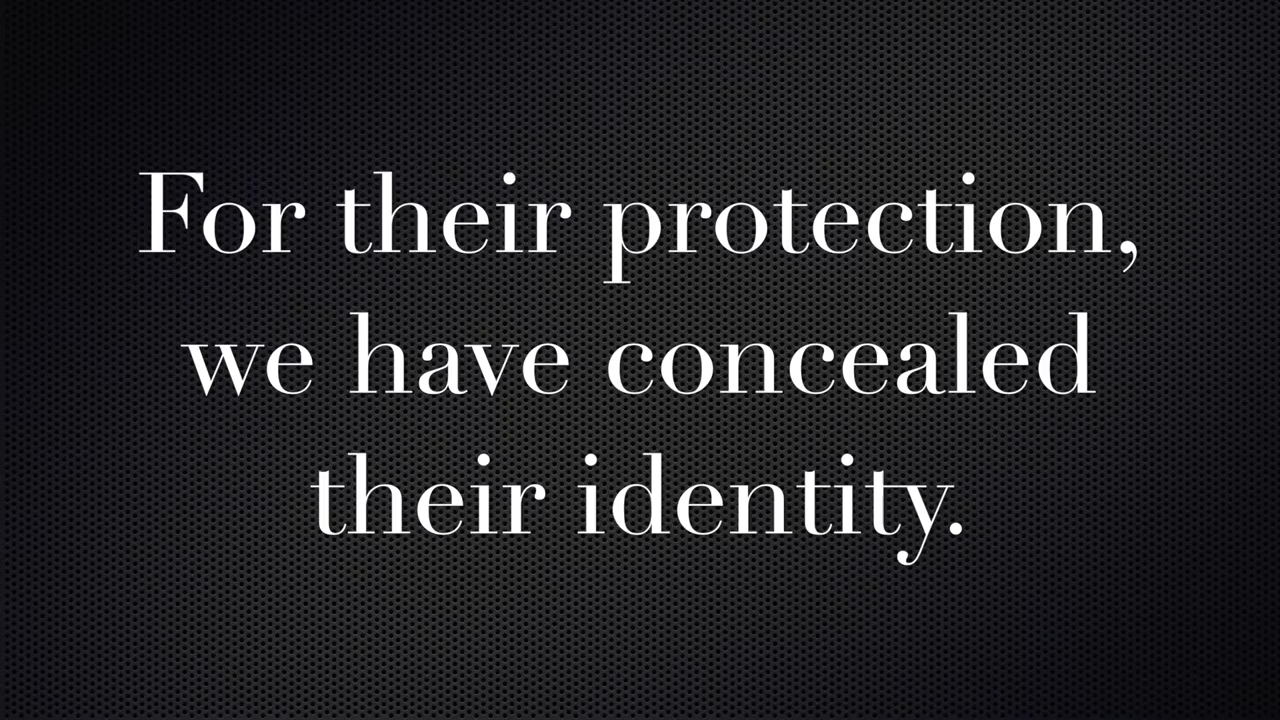 For their protection,
we have concealed
their identity.